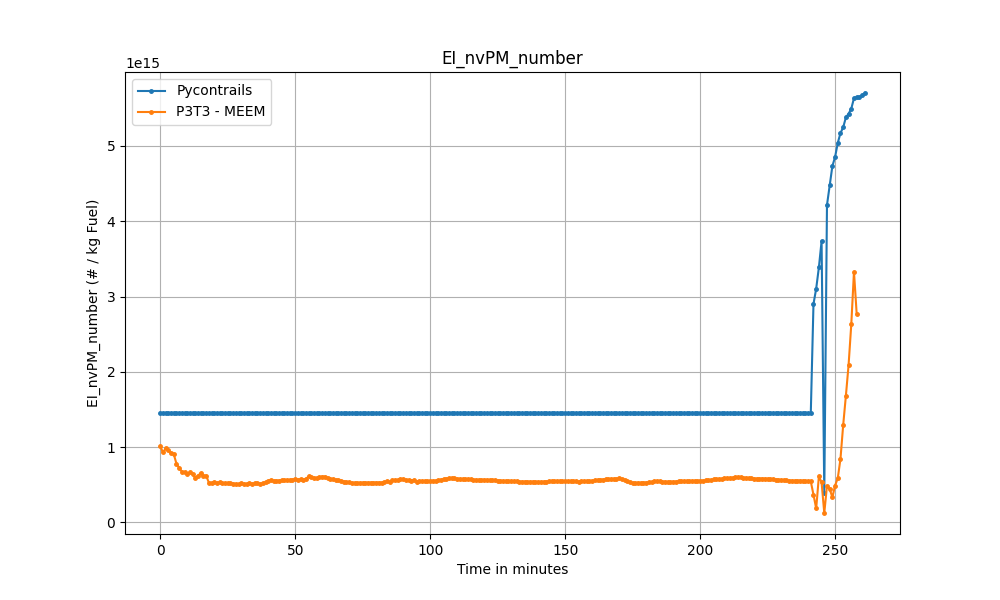 EI_nvPM_number
1e15
Pycontrails
P3T3 - MEEM
EI_nvPM_number (# / kg Fuel)
5
4
3
2
1
0
0 50 100 150 200 250
Time in minutes